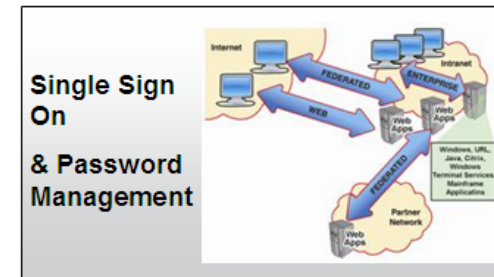 Single Sign
On
& Password
Management
Internet
Intranet
FEDERATED
ENTERPRISE
WEB
Web
Apps
Web
Apps
Windows, URL,
Java, Citrix,
Windows
Terminal Services,
Mainframe
Applicatins
FEDERATED
Partner
Network
Web
Apps